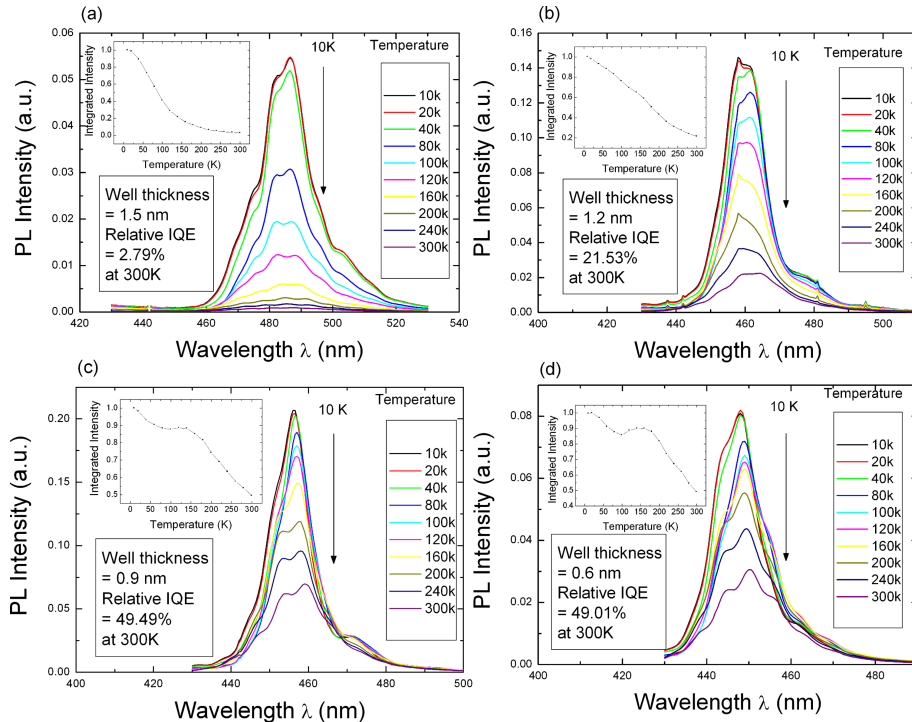 (a)
PL Intensity (a.u.)
0.06
0.05
0.04
0.03
0.02
0.01
0.00
420 440 460 480 500 520 540
Wavelength λ (nm)
Integrated Intensity
1.0
0.8
0.6
0.4
0.2
0.0
0 50 100 150 200 250 300 350
Temperature (K)
10K
Temperature
10k
20k
40k
80k
100k
120k
160k
200k
240k
300k
Well thickness
= 1.5 nm
Relative IQE
= 2.79%
at 300K
(b)
PL Intensity (a.u.)
0.16
0.14
0.12
0.10
0.08
0.06
0.04
0.02
0.00
400 420 440 460 480 500
Wavelength λ (nm)
Integrated Intensity
1.0
0.8
0.6
0.4
0.2
0 50 100 150 200 250 300 350
Temperature (K)
10 K
Temperature
10k
20k
40k
80k
100k
120k
160k
200k
240k
300k
Well thickness
= 1.2 nm
Relative IQE
= 21.53%
at 300K
(c)
PL Intensity (a.u.)
0.20
0.15
0.10
0.05
0.00
400 420 440 460 480 500
Wavelength λ (nm)
Integrated Intensity
1.0
0.9
0.8
0.7
0.6
0.5
0 50 100 150 200 250 300 350
Temperature (K)
10 K
Temperature
10k
20k
40k
80k
100k
120k
160k
200k
240k
300k
Well thickness
= 0.9 nm
Relative IQE
= 49.49%
at 300K
(d)
PL Intensity (a.u.)
0.08
0.06
0.04
0.02
0.00
400 420 440 460 480
Wavelength λ (nm)
Integrated Intensity
1.0
0.9
0.8
0.7
0.6
0.5
0 50 100 150 200 250 300 350
Temperature (K)
10 K
Temperature
10k
20k
40k
80k
100k
120k
160k
200k
240k
300k
Well thickness
= 0.6 nm
Relative IQE
= 49.01%
at 300K